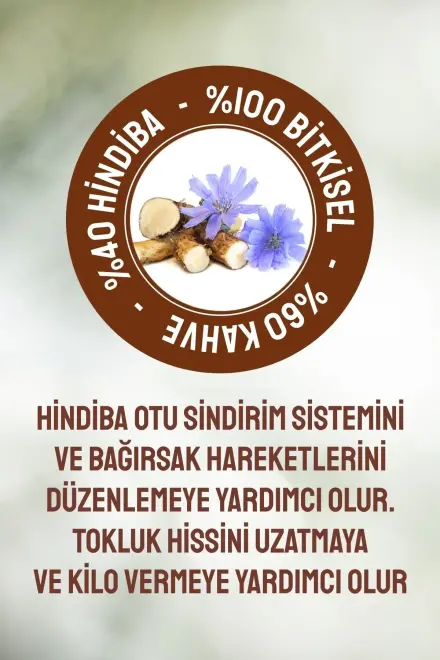 %100 BİTKİSEL - %60 KAHVE - %40 HİNDİBA -
HİNDİBA OTU SİNDİRİM SİSTEMİNİ
VE BAĞIRSAK HAREKETLERİNİ
DÜZENLEMEYE YARDIMCI OLUR.
TOKLUK HİSSİNİ UZATMAYA
VE KİLO VERMEYE YARDIMCI OLUR